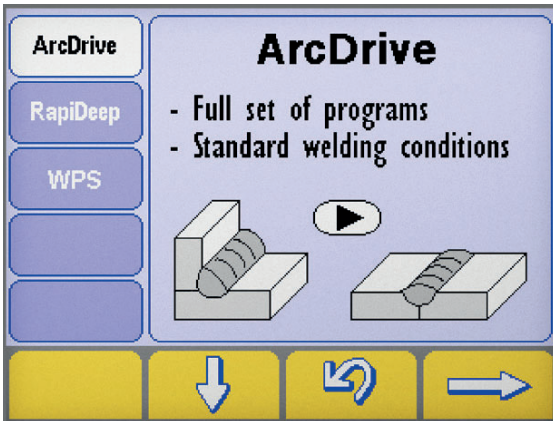 ArcDrive
RapiDeep
WPS
ArcDrive
- Full set of programs
- Standard welding conditions